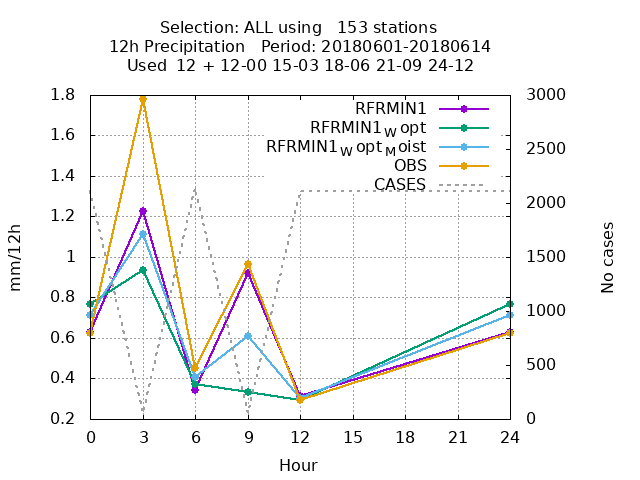 Selection: ALL using   153 stations
12h Precipitation   Period: 20180601-20180614
Used  12 + 12-00 15-03 18-06 21-09 24-12
1.8
1.6
1.4
1.2
1
0.8
0.6
0.4
0.2
3000
2500
2000
1500
1000
500
0
mm/12h
No cases
RFRMIN1
RFRMIN1_W opt
RFRMIN1_W opt_M oist
OBS
CASES
0 3 6 9 12 15 18 21 24
Hour